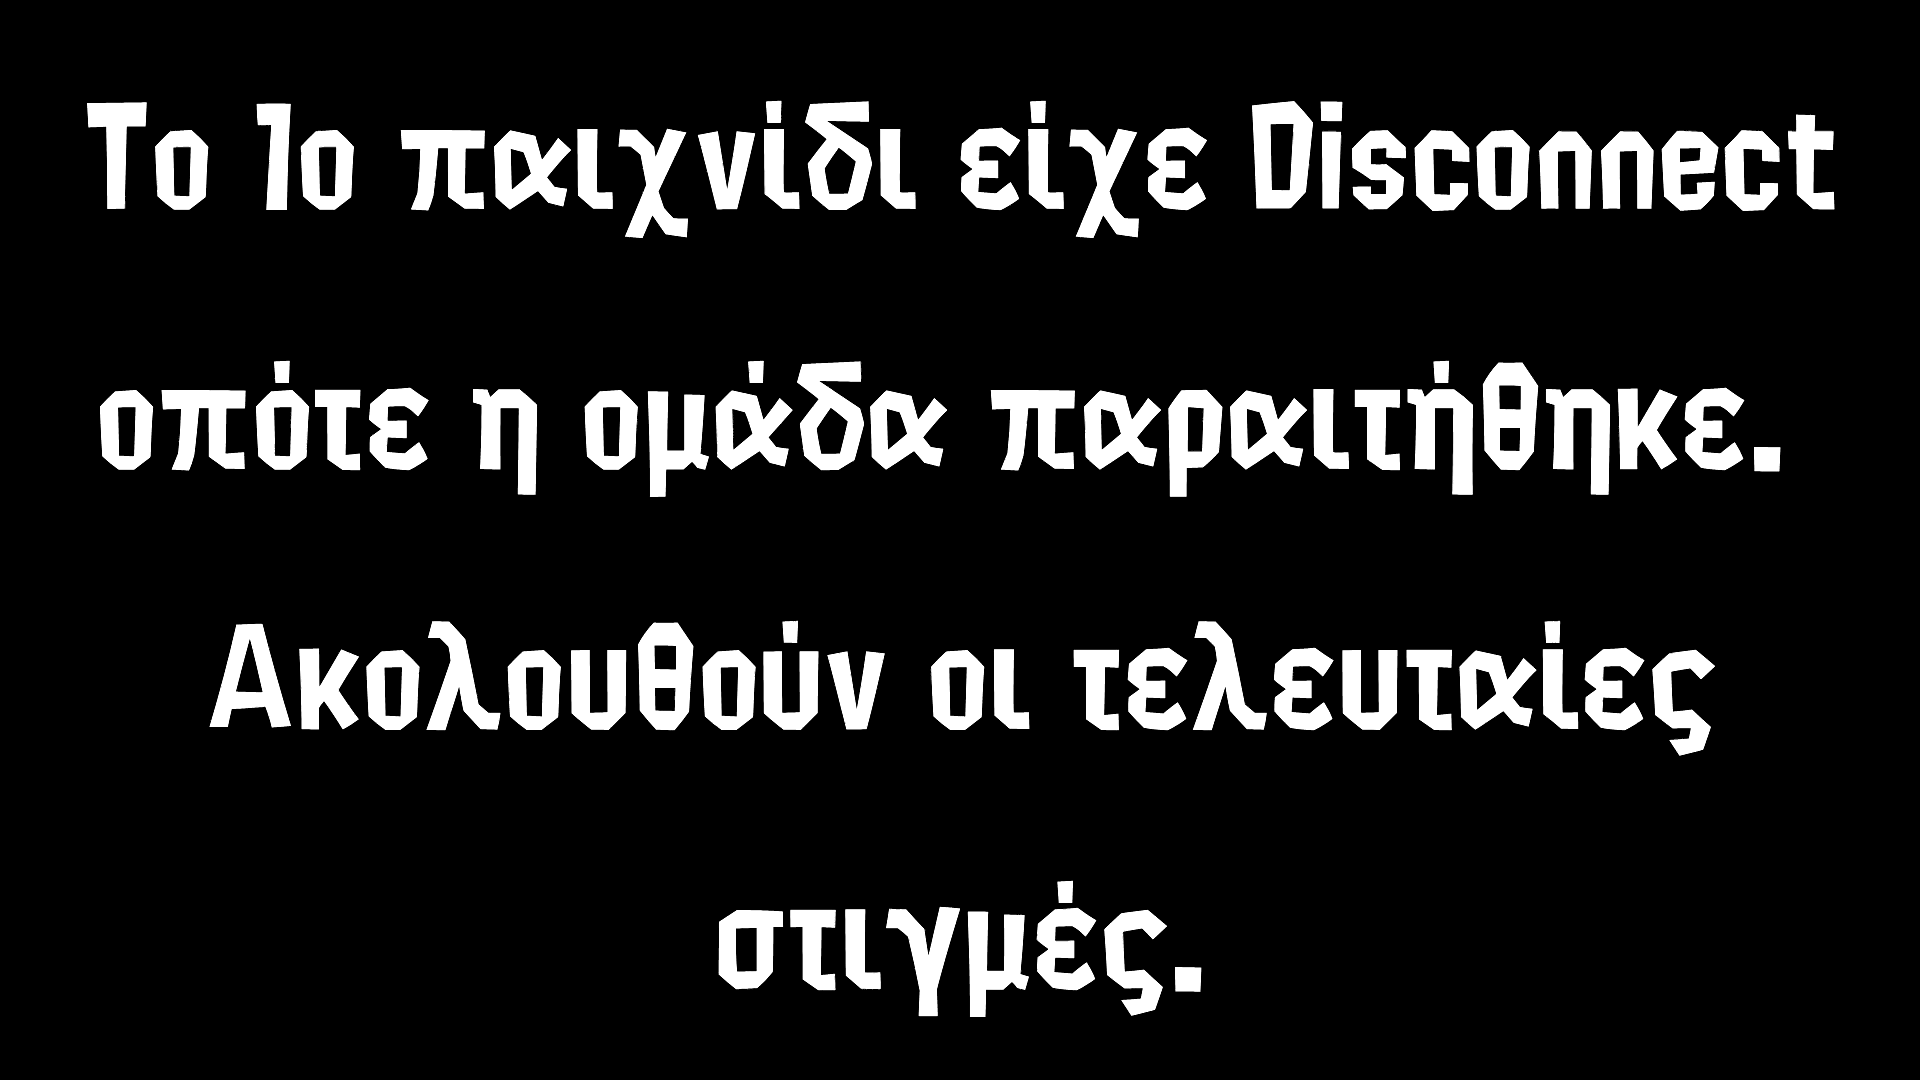 Το 1ο παιχνίδι είχε Disconnect
οπότε η ομάδα παραιτήθηκε.
Ακολουθούν οι τελευταίες
στιγμές.